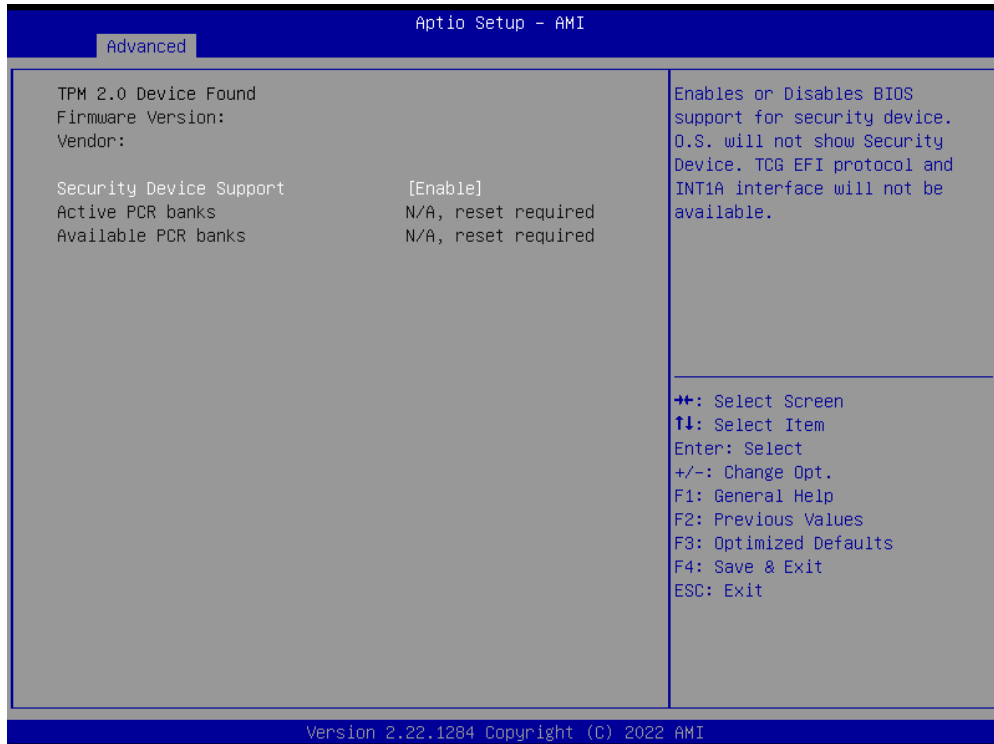 Aptio Setup - AMI
Advanced
TPM 2.0 Device Found
Firmware Version:
Vendor:
Security Device Support [Enable]
Active PCR banks N/A, reset required
Available PCR banks N/A, reset required
Enables or Disables BIOS
support for security device.
O.S. will not show Security
Device. TCG EFI protocol and
INT1A interface will not be
available.
→←: Select Screen
↑↓: Select Item
Enter: Select
+/-: Change Opt.
F1: General Help
F2: Previous Values
F3: Optimized Defaults
F4: Save & Exit
ESC: Exit
Version 2.22.1284 Copyright (C) 2022 AMI